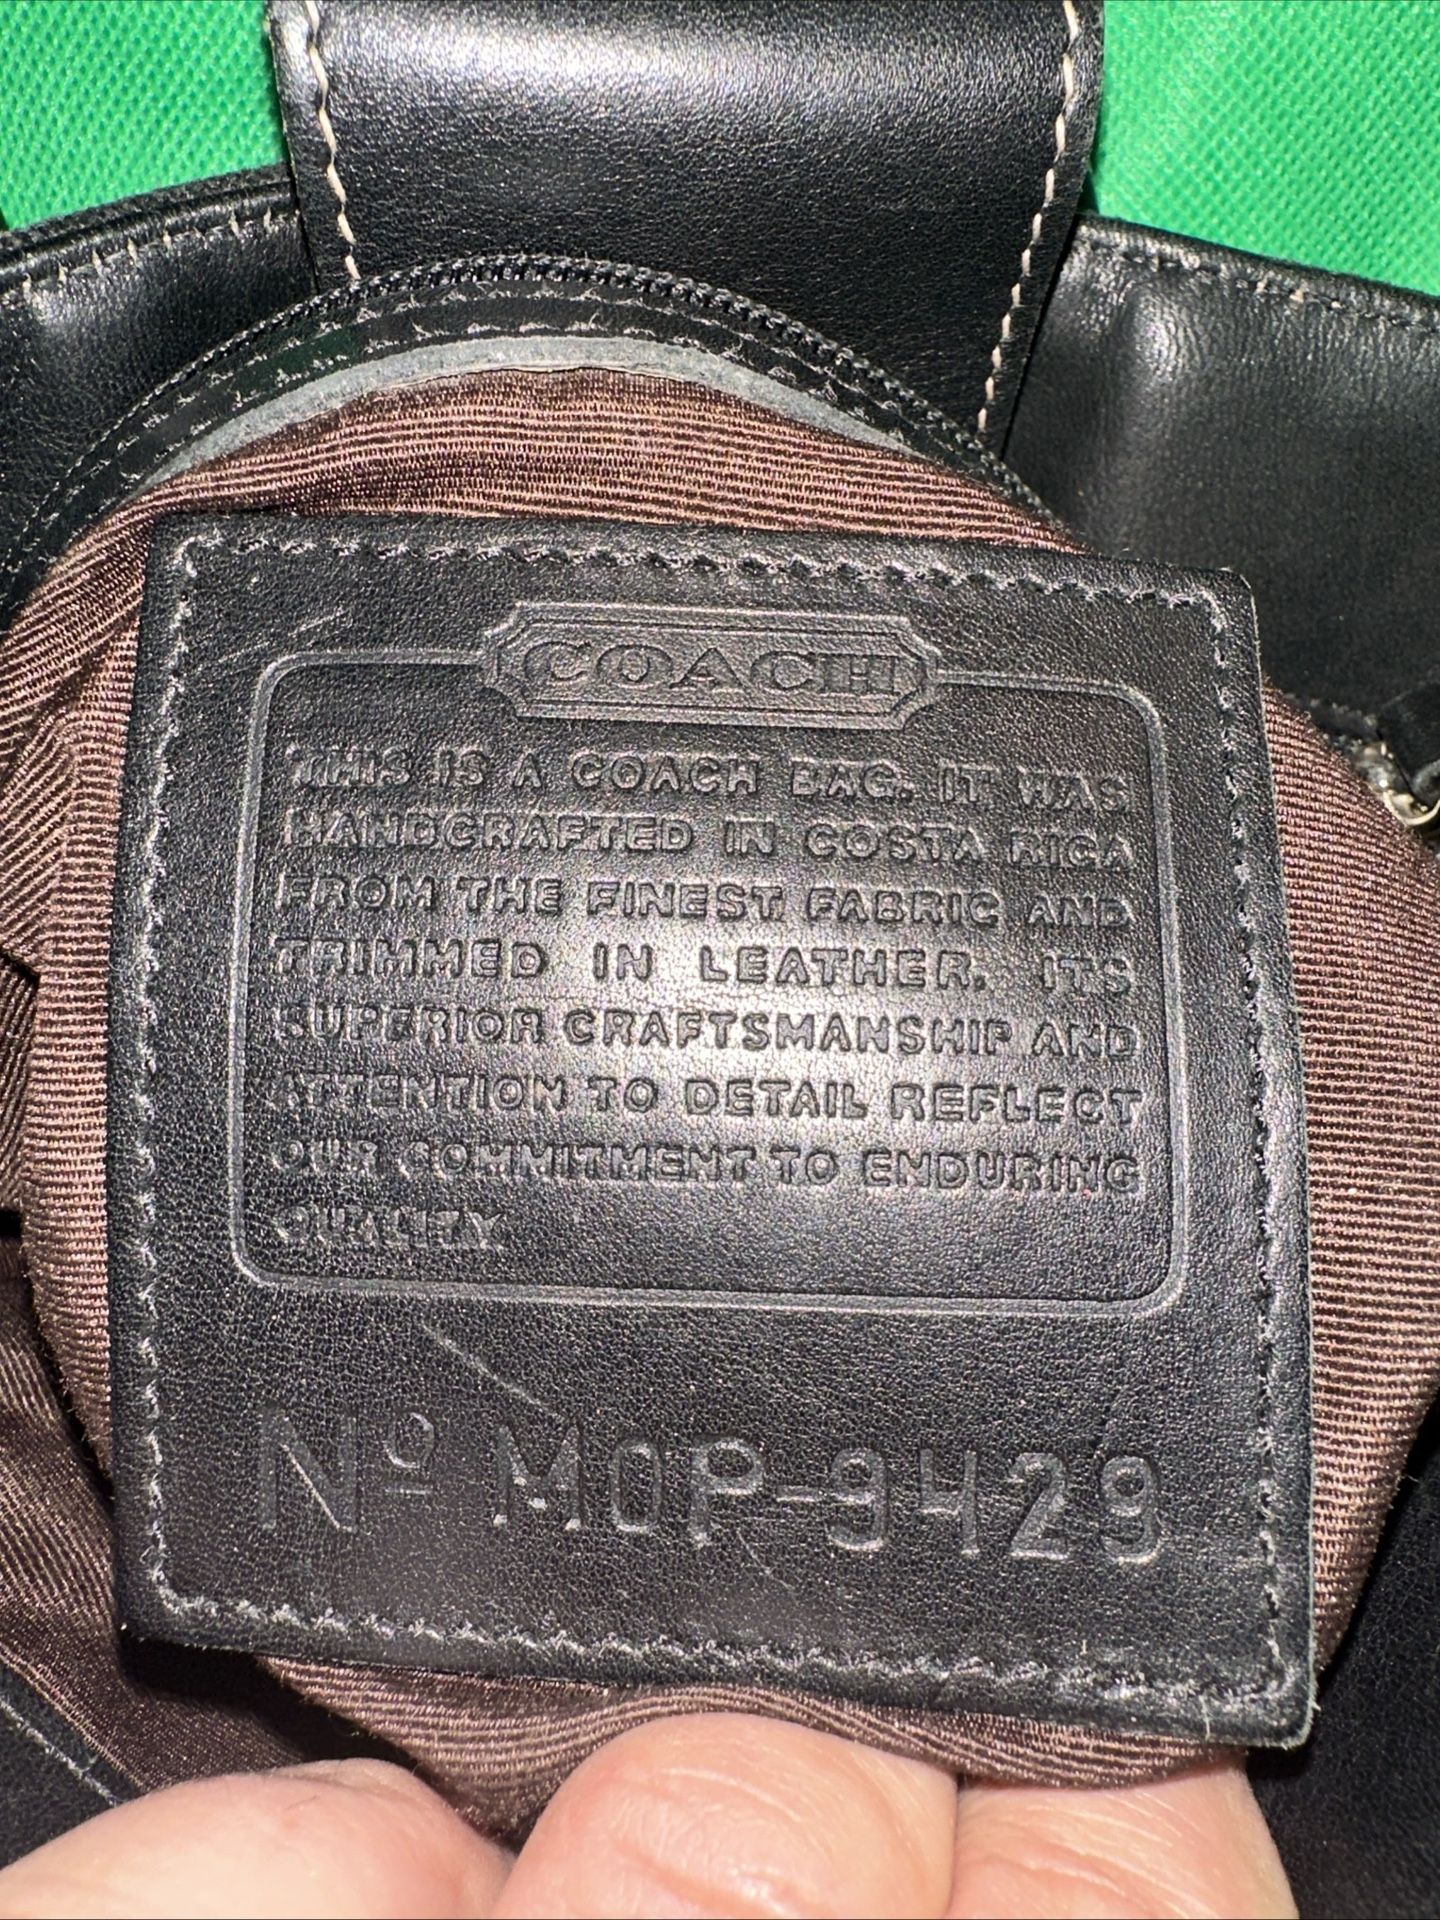 COACH
THIS IS A COACH BAG. IT WAS
HANDCRAFTED IN COSTA RICA
FROM THE FINEST FABRIC AND
TRIMMED IN LEATHER. ITS
SUPERIOR CRAFTSMANSHIP AND
ATTENTION TO DETAIL REFLECT
OUR COMMITMENT TO ENDURING
QUALITY.
Nº M0P-9429